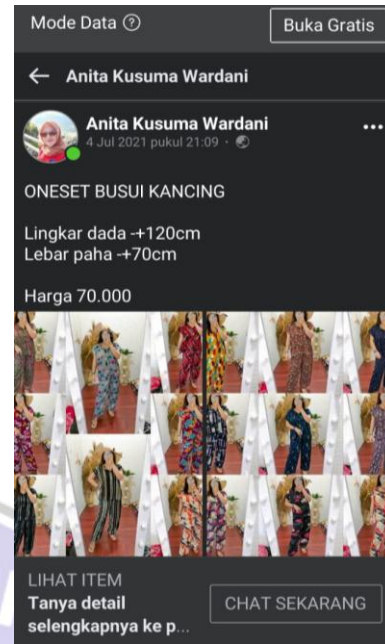 Mode Data ?
Buka Gratis
← Anita Kusuma Wardani
Anita Kusuma Wardani
4 Jul 2021 pukul 21:09 ·
ONESET BUSUI KANCING
Lingkar dada -+120cm
Lebar paha -+70cm
Harga 70.000
LIHAT ITEM
Tanya detail
selengkapnya ke p...
CHAT SEKARANG